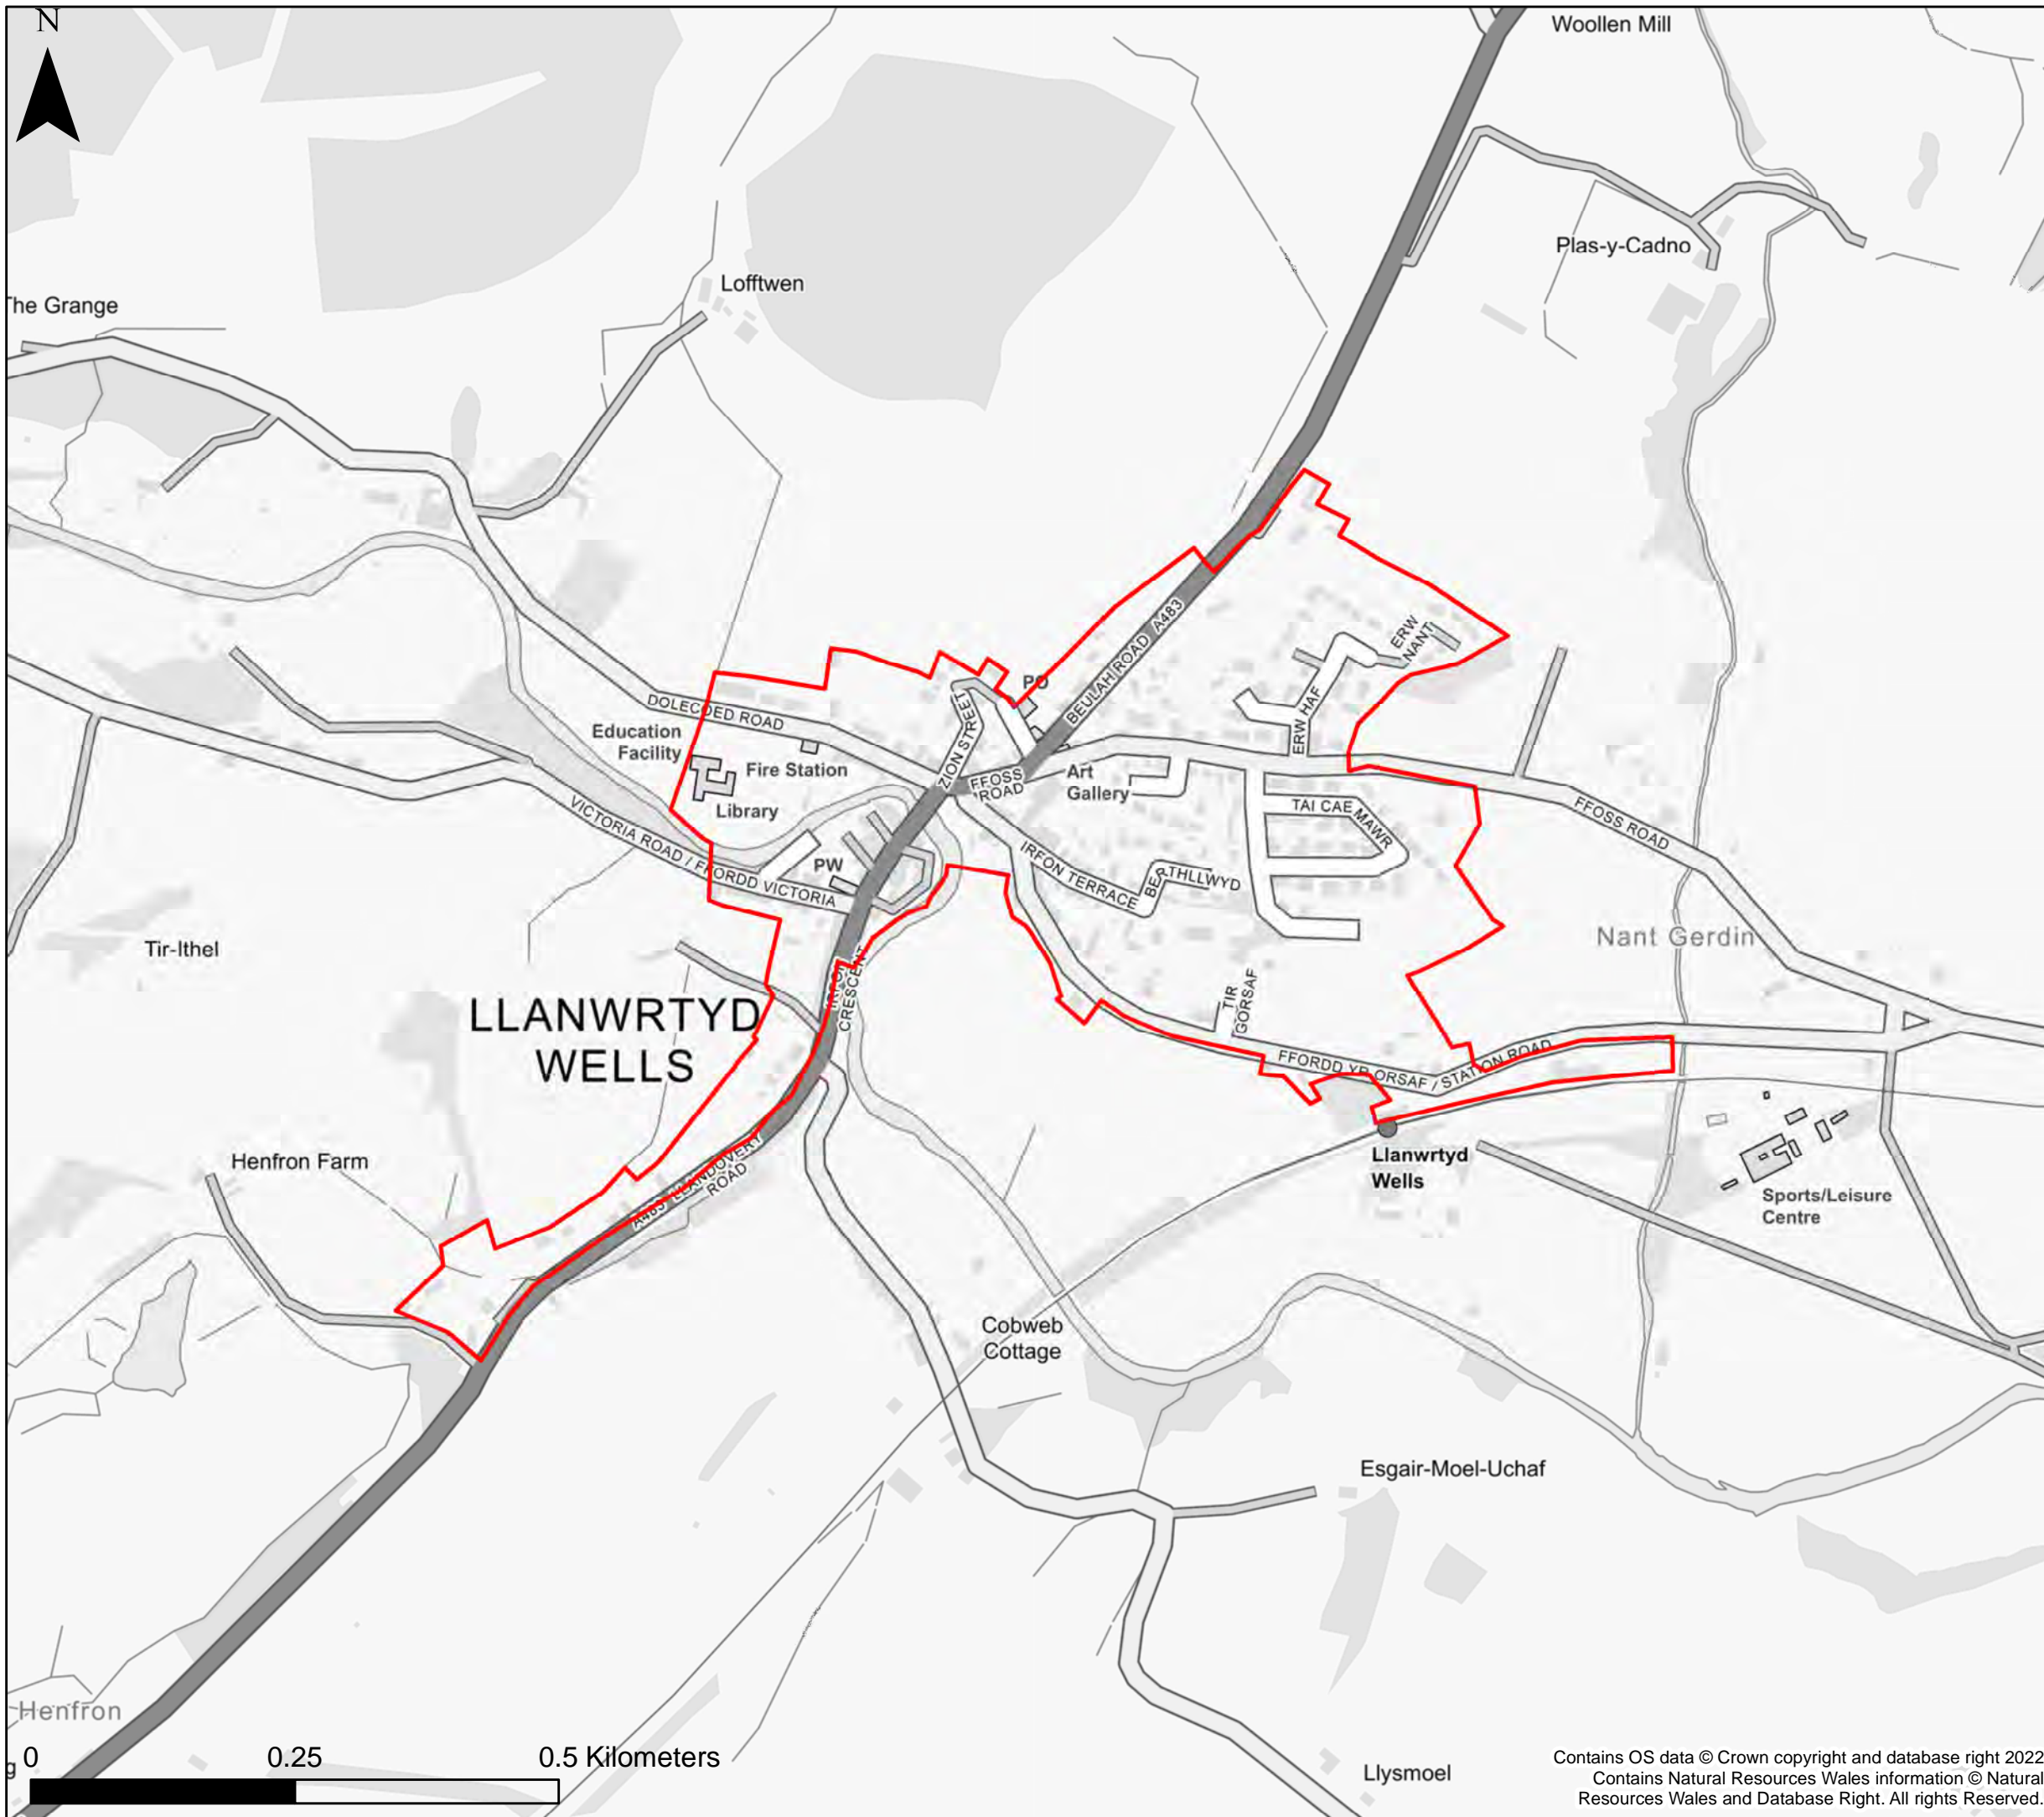 N
Woollen Mill
Plas-y-Cadno
Lofftwen
The Grange
ERW
NANT
BEULAH ROAD A483
PO
DOLECOED ROAD
ZION STREET
ERW HAF
Education
Facility
Fire Station
FFOSS
ROAD
Art
Gallery
Library
TAI CAE MAWR
FFOSS ROAD
VICTORIA ROAD / FFORDD VICTORIA
PW
IRFON TERRACE
BERTHLLWYD
Nant Gerdin
Tir-Ithel
IRFON
CRESCENT
TIR
GORSAF
LLANWRTYD
WELLS
FFORDD YR ORSAF / STATION ROAD
Llanwrtyd
Wells
A483 LLANDOVERY
ROAD
Henfron Farm
Sports/Leisure
Centre
Cobweb
Cottage
Esgair-Moel-Uchaf
Henfron
g
0 0.25 0.5 Kilometers
Llysmoel
Contains OS data © Crown copyright and database right 2022
Contains Natural Resources Wales information © Natural
Resources Wales and Database Right. All rights Reserved.